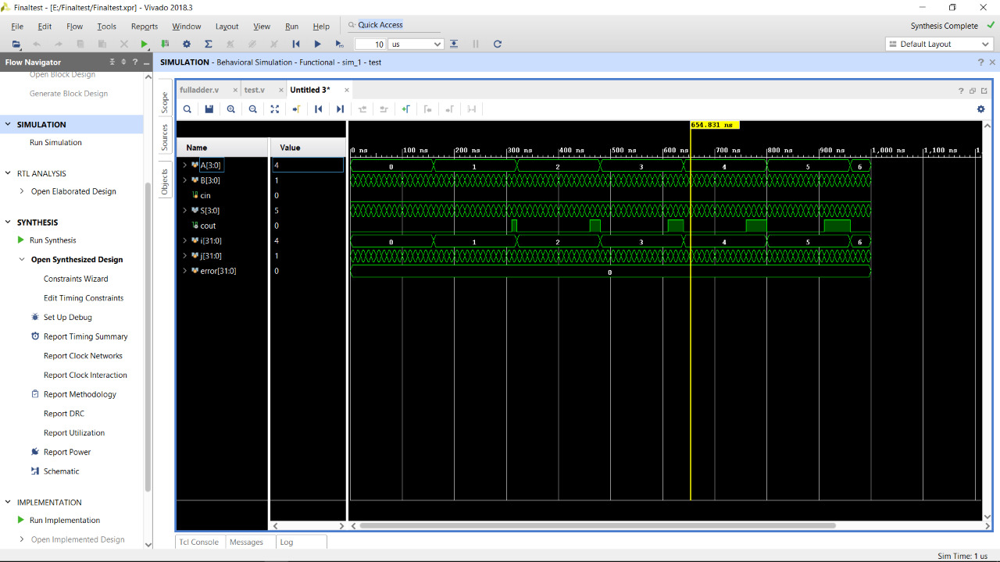 Finaltest - [E:/Finaltest/Finaltest.xpr] - Vivado 2018.3
File Edit Flow Tools Reports Window Layout View Run Help Quick Access Synthesis Complete
10 us Default Layout
Flow Navigator
SIMULATION - Behavioral Simulation - Functional - sim_1 - test
Open Block Design
Generate Block Design
SIMULATION
Run Simulation
RTL ANALYSIS
Open Elaborated Design
SYNTHESIS
Run Synthesis
Open Synthesized Design
Constraints Wizard
Edit Timing Constraints
Set Up Debug
Report Timing Summary
Report Clock Networks
Report Clock Interaction
Report Methodology
Report DRC
Report Utilization
Report Power
Schematic
IMPLEMENTATION
Run Implementation
Open Implemented Design
Scope
Sources
Objects
fulladder.v test.v Untitled 3*
654.831 ns
Name Value
0 ns 100 ns 200 ns 300 ns 400 ns 500 ns 600 ns 700 ns 800 ns 900 ns 1,000 ns 1,100 ns 1
A[3:0] 4 0 1 2 3 4 5 6
B[3:0] 1
cin 0
S[3:0] 5
cout 0
i[31:0] 4 0 1 2 3 4 5 6
j[31:0] 1
error[31:0] 0 0
Tcl Console Messages Log
Sim Time: 1 us